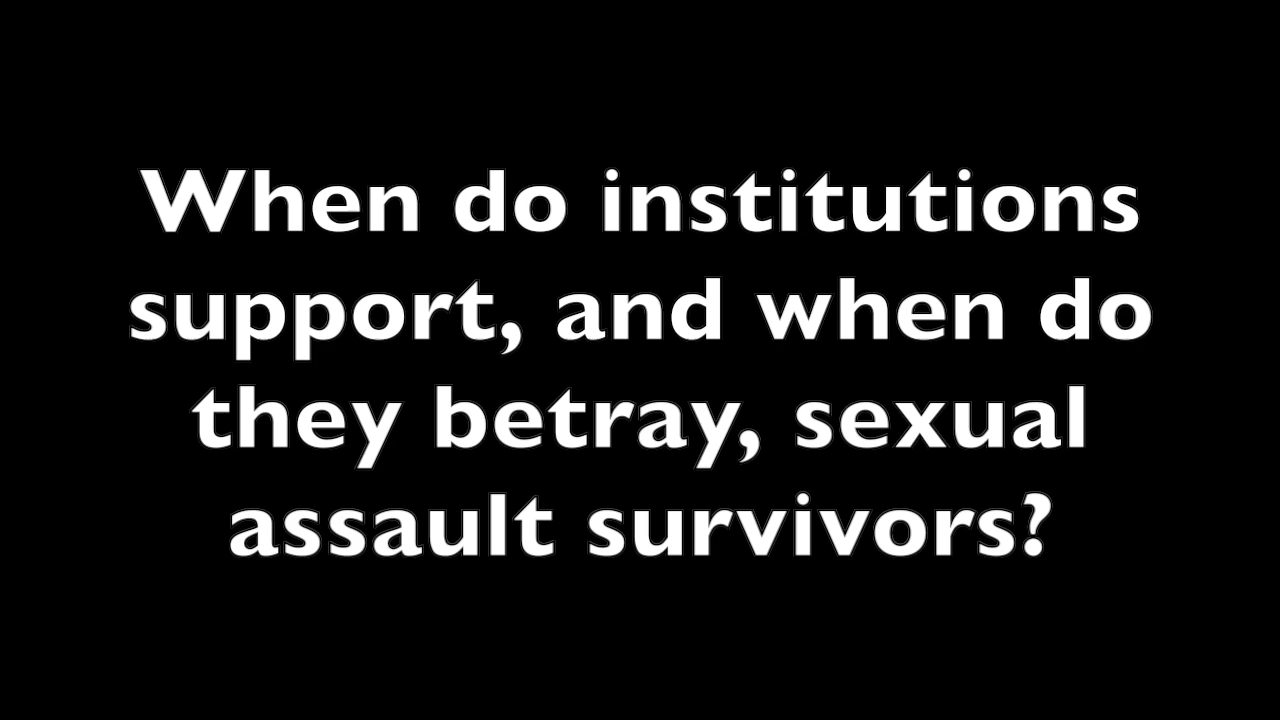 When do institutions
support, and when do
they betray, sexual
assault survivors?